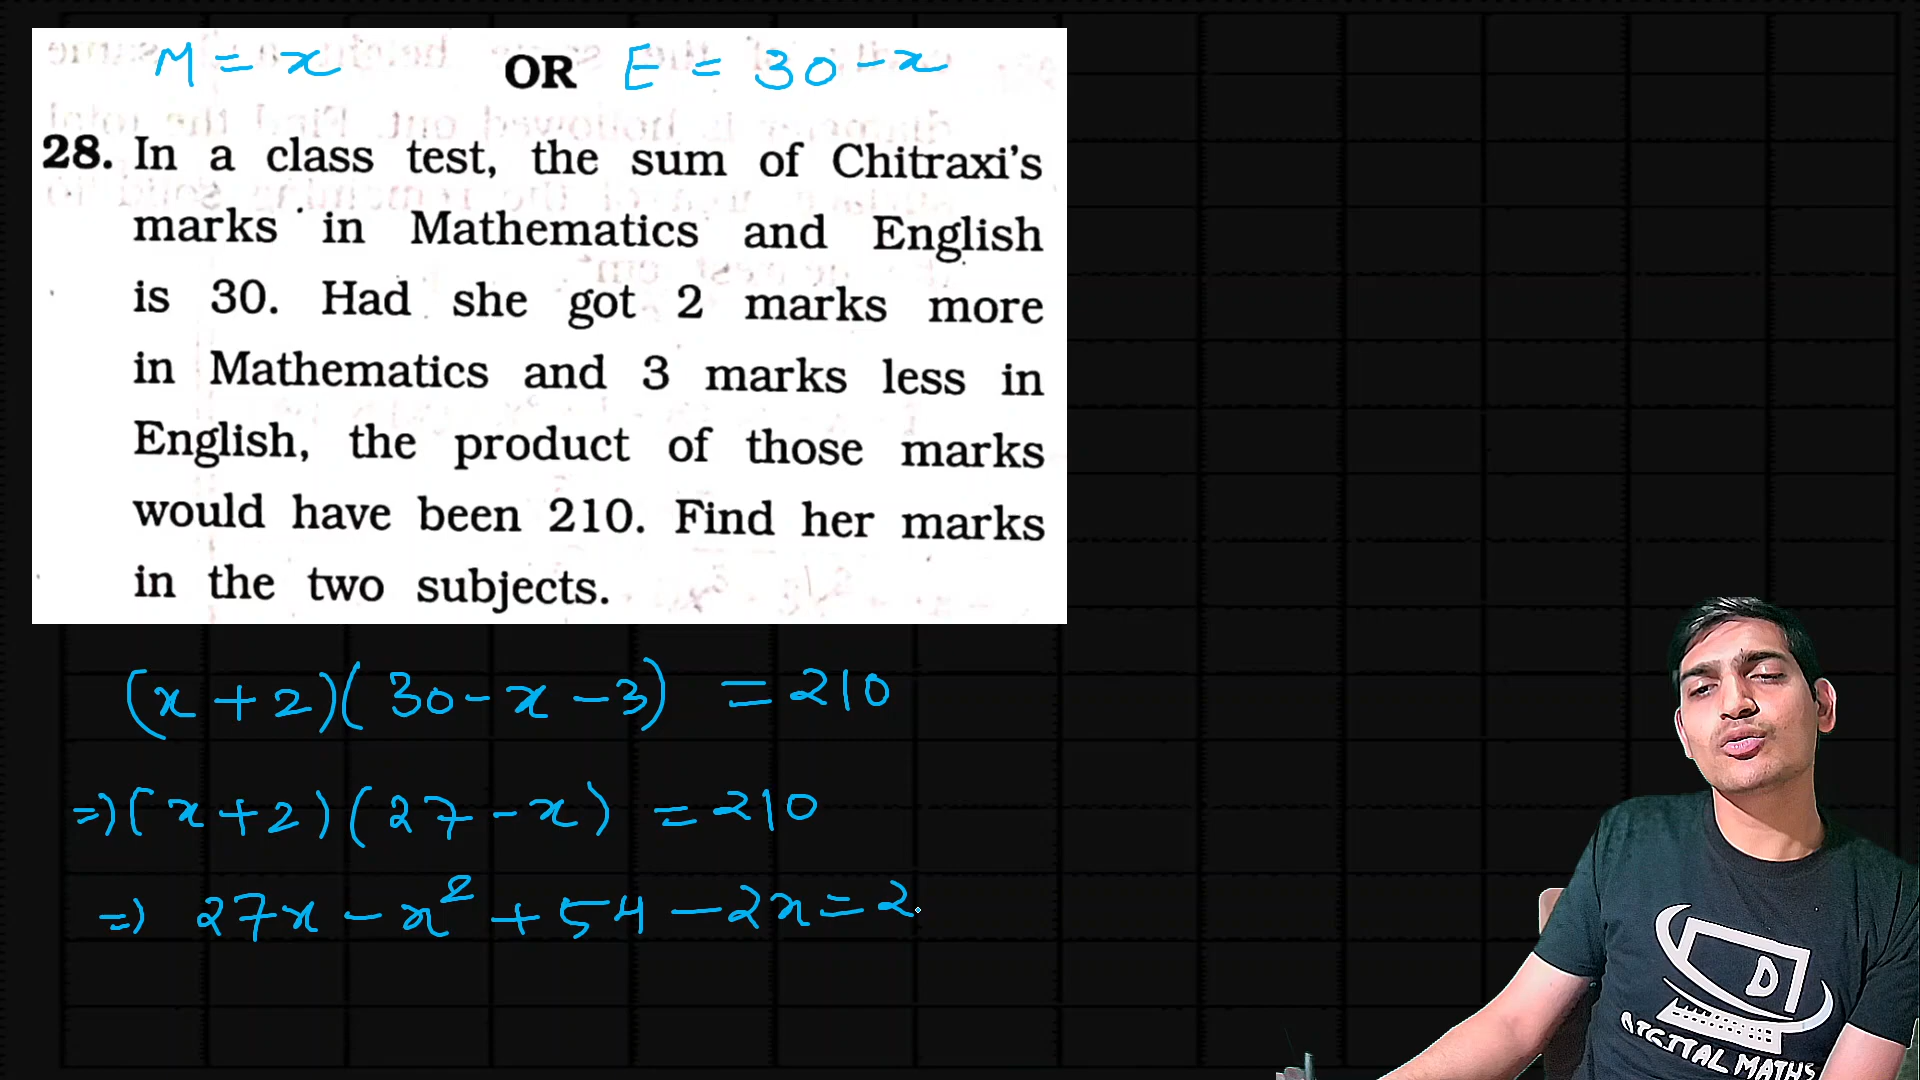 M = x OR E = 30 - x
28. In a class test, the sum of Chitraxi's
marks in Mathematics and English
is 30. Had she got 2 marks more
in Mathematics and 3 marks less in
English, the product of those marks
would have been 210. Find her marks
in the two subjects.
(x + 2)(30 - x - 3) = 210
=> (x + 2)(27 - x) = 210
=> 27x - x² + 54 - 2x = 2
D
DIGITAL MATHS